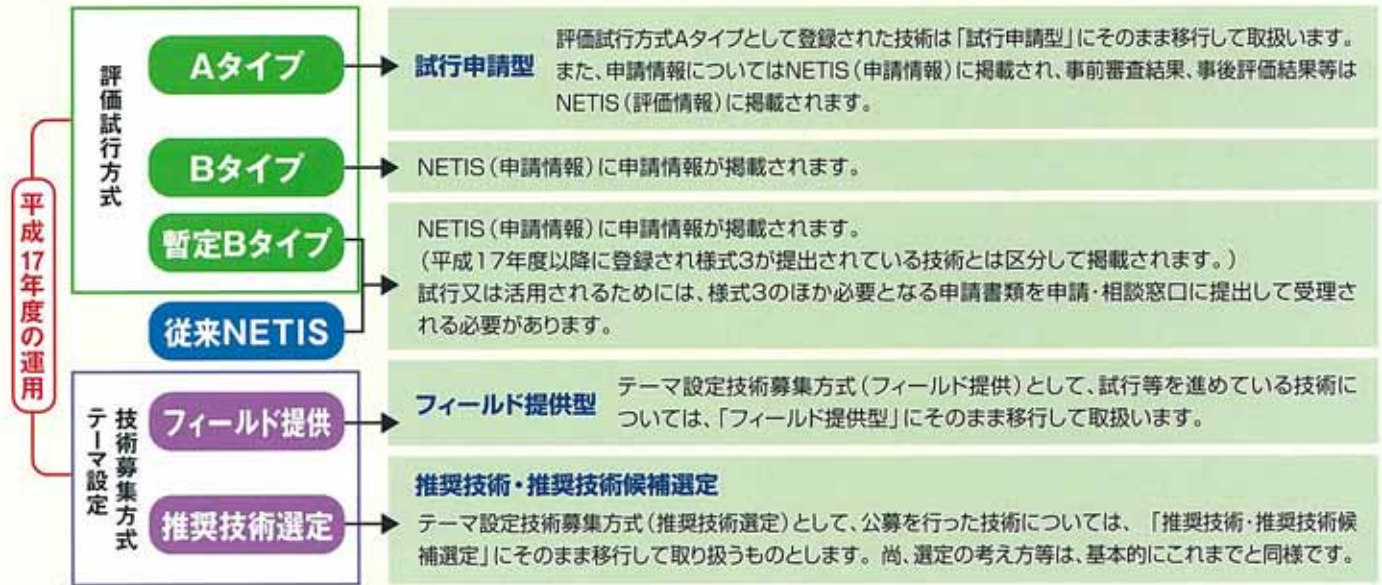 平成17年度の運用
評価試行方式
Aタイプ
試行申請型
評価試行方式Aタイプとして登録された技術は「試行申請型」にそのまま移行して取扱います。
また、申請情報についてはNETIS(申請情報)に掲載され、事前審査結果、事後評価結果等は
NETIS(評価情報)に掲載されます。
Bタイプ
NETIS(申請情報)に申請情報が掲載されます。
暫定Bタイプ
従来NETIS
NETIS(申請情報)に申請情報が掲載されます。
(平成17年度以降に登録され様式3が提出されている技術とは区分して掲載されます。)
試行又は活用されるためには、様式3のほか必要となる申請書類を申請・相談窓口に提出して受理さ
れる必要があります。
テーマ設定
技術募集方式
フィールド提供
フィールド提供型
テーマ設定技術募集方式(フィールド提供)として、試行等を進めている技術に
ついては、「フィールド提供型」にそのまま移行して取扱います。
推奨技術選定
推奨技術・推奨技術候補選定
テーマ設定技術募集方式(推奨技術選定)として、公募を行った技術については、「推奨技術・推奨技術候
補選定」にそのまま移行して取り扱うものとします。尚、選定の考え方等は、基本的にこれまでと同様です。